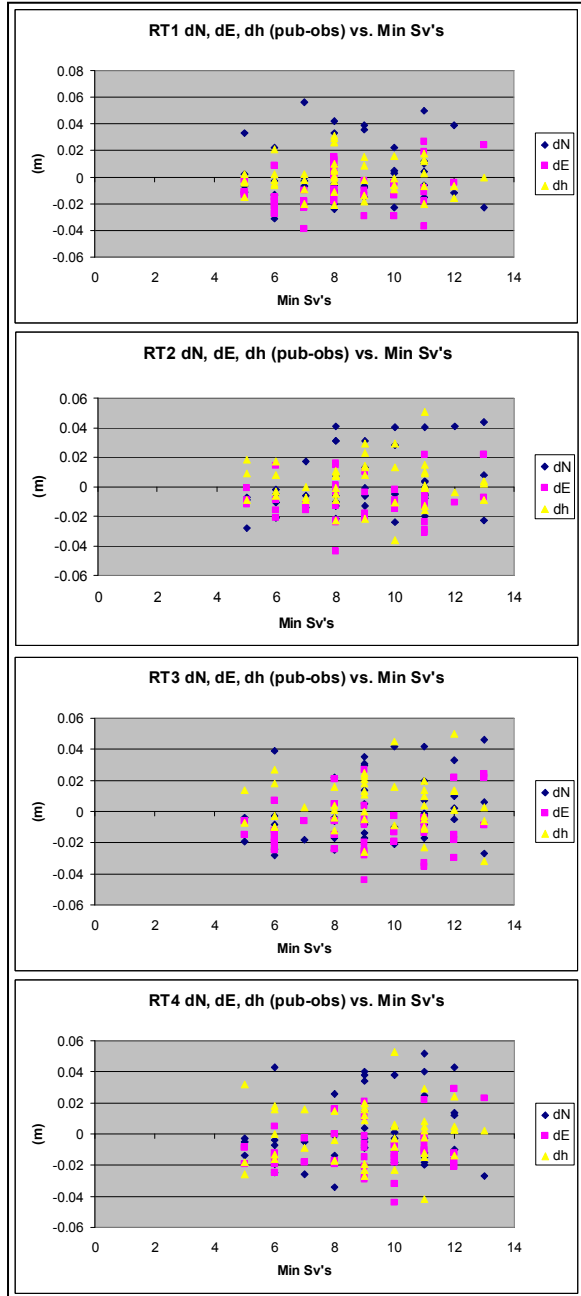 RT1 dN, dE, dh (pub-obs) vs. Min Sv's
0.08
0.06
0.04
0.02
0
-0.02
-0.04
-0.06
(m)
0 2 4 6 8 10 12 14
Min Sv's
dN
dE
dh
RT2 dN, dE, dh (pub-obs) vs. Min Sv's
0.06
0.04
0.02
0
-0.02
-0.04
-0.06
(m)
0 2 4 6 8 10 12 14
Min Sv's
dN
dE
dh
RT3 dN, dE, dh (pub-obs) vs. Min Sv's
0.06
0.04
0.02
0
-0.02
-0.04
-0.06
(m)
0 2 4 6 8 10 12 14
Min Sv's
dN
dE
dh
RT4 dN, dE, dh (pub-obs) vs. Min Sv's
0.06
0.04
0.02
0
-0.02
-0.04
-0.06
(m)
0 2 4 6 8 10 12 14
Min Sv's
dN
dE
dh